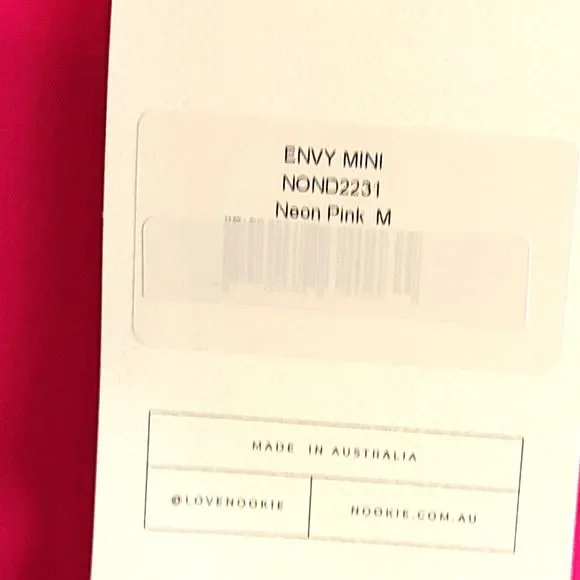 ENVY MINI
NOND2231
Neon Pink M
MADE IN AUSTRALIA
@LOVENOOKIE
NOOKIE.COM.AU